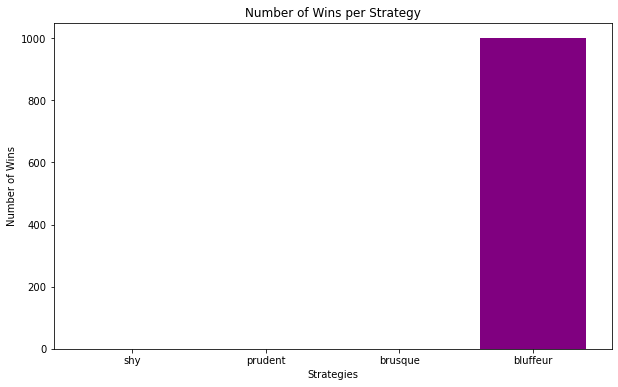 Number of Wins per Strategy
Number of Wins
1000
800
600
400
200
0
shy prudent brusque bluffeur
Strategies